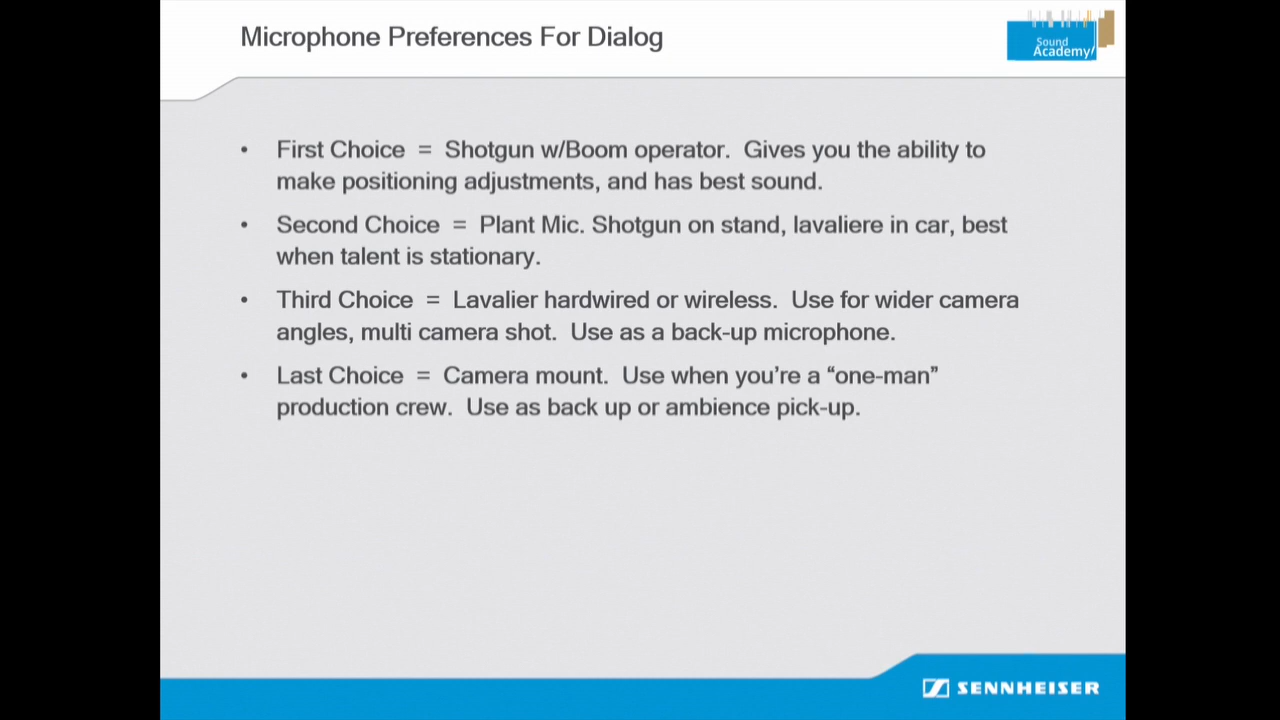 Microphone Preferences For Dialog
Sound
Academy/
• First Choice = Shotgun w/Boom operator. Gives you the ability to
make positioning adjustments, and has best sound.
• Second Choice = Plant Mic. Shotgun on stand, lavaliere in car, best
when talent is stationary.
• Third Choice = Lavalier hardwired or wireless. Use for wider camera
angles, multi camera shot. Use as a back-up microphone.
• Last Choice = Camera mount. Use when you’re a “one-man”
production crew. Use as back up or ambience pick-up.
SENNHEISER